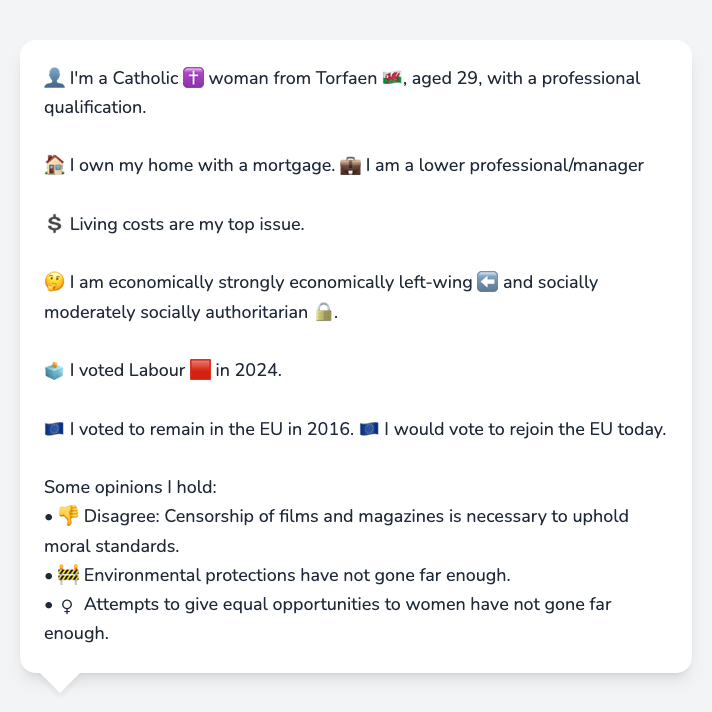 👤 I'm a Catholic ✝️ woman from Torfaen 🏴󠁧󠁢󠁷󠁬󠁳󠁿, aged 29, with a professional
qualification.
🏠 I own my home with a mortgage. 💼 I am a lower professional/manager
💲 Living costs are my top issue.
🤔 I am economically strongly economically left-wing ⬅️ and socially
moderately socially authoritarian 🔒.
🗳️ I voted Labour 🟥 in 2024.
🇪🇺 I voted to remain in the EU in 2016. 🇪🇺 I would vote to rejoin the EU today.
Some opinions I hold:
• 👎 Disagree: Censorship of films and magazines is necessary to uphold
moral standards.
• 🚧 Environmental protections have not gone far enough.
• ♀ Attempts to give equal opportunities to women have not gone far
enough.